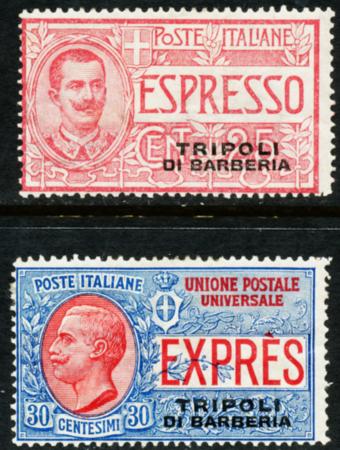 POSTE ITALIANE
ESPRESSO
CENT. 25
TRIPOLI
DI BARBERIA
POSTE ITALIANE
UNIONE POSTALE
UNIVERSALE
EXPRÈS
TRIPOLI
DI BARBERIA
30 CENTESIMI 30